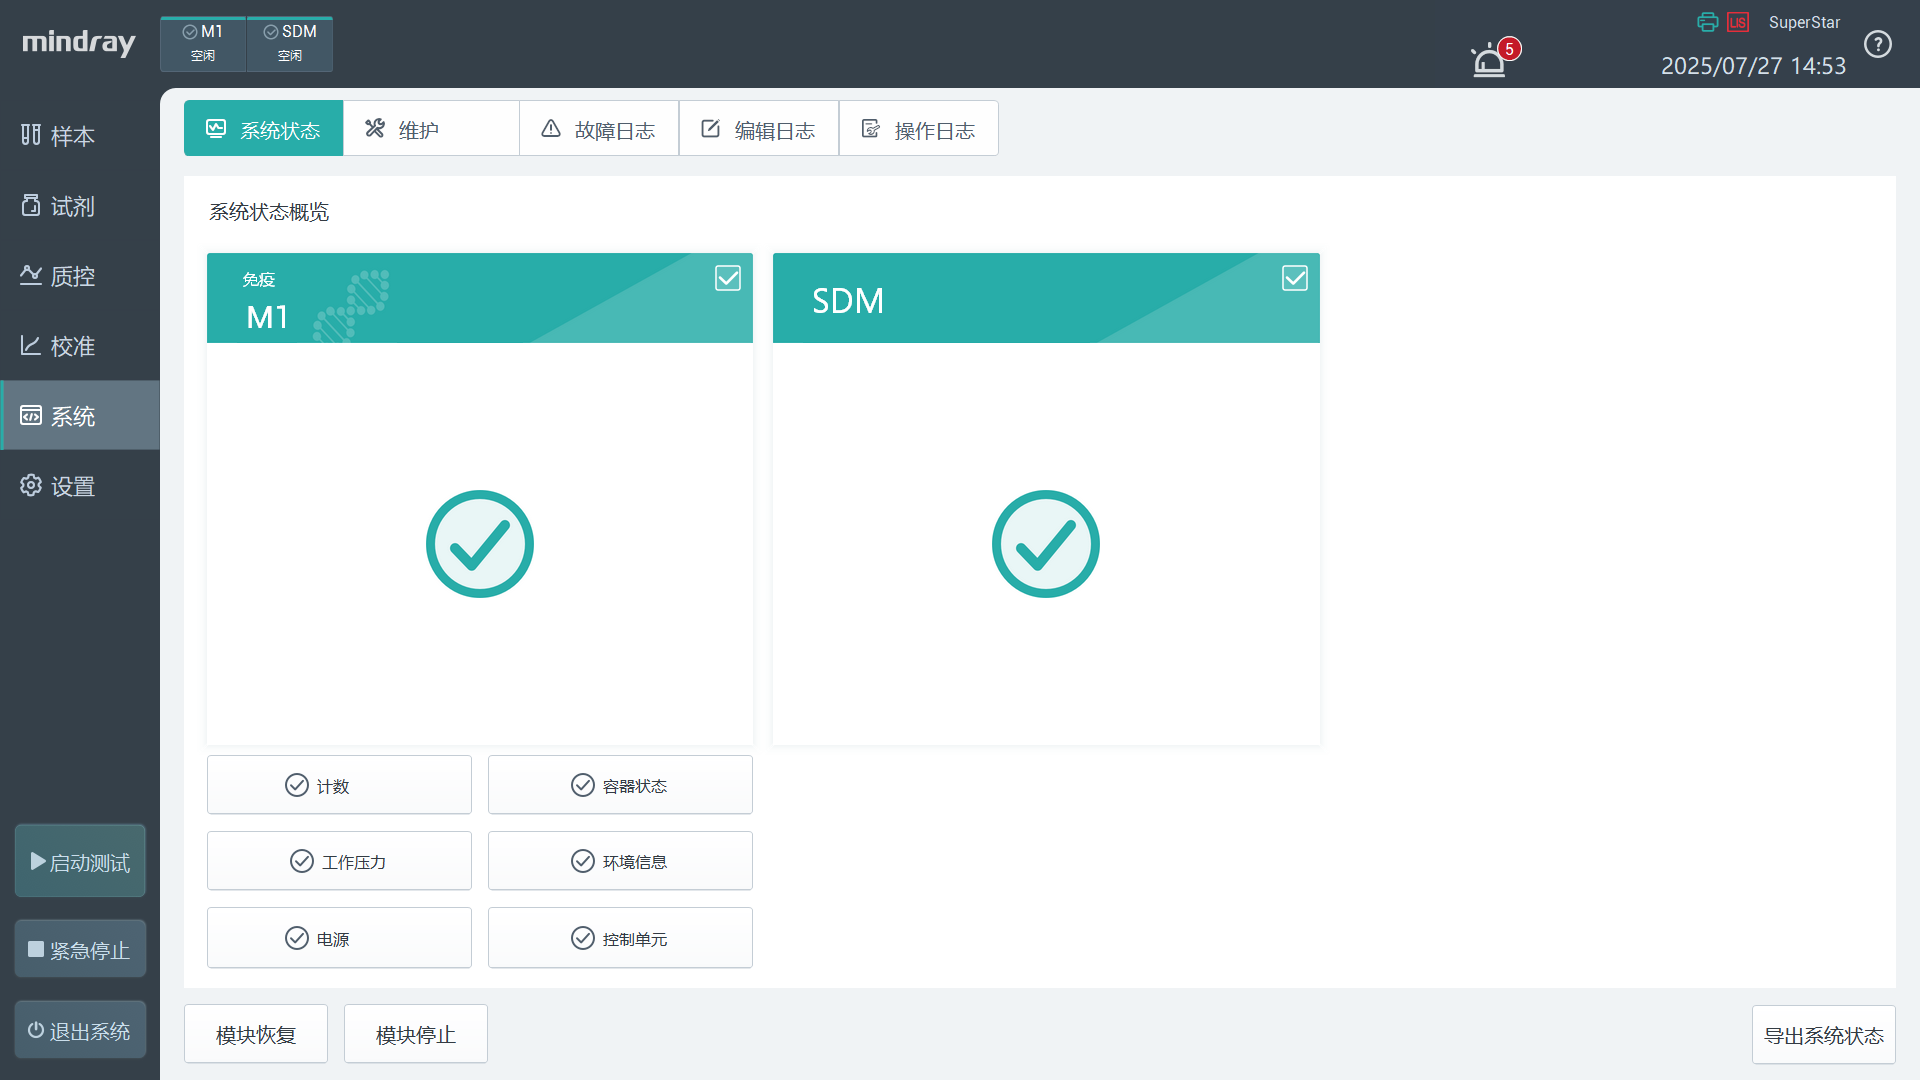 mindray
M1
空闲
SDM
空闲
5
LIS
SuperStar
2025/07/27 14:53
?
样本
试剂
质控
校准
系统
设置
启动测试
紧急停止
退出系统
系统状态
维护
故障日志
编辑日志
操作日志
系统状态概览
免疫
M1
SDM
计数
容器状态
工作压力
环境信息
电源
控制单元
模块恢复
模块停止
导出系统状态